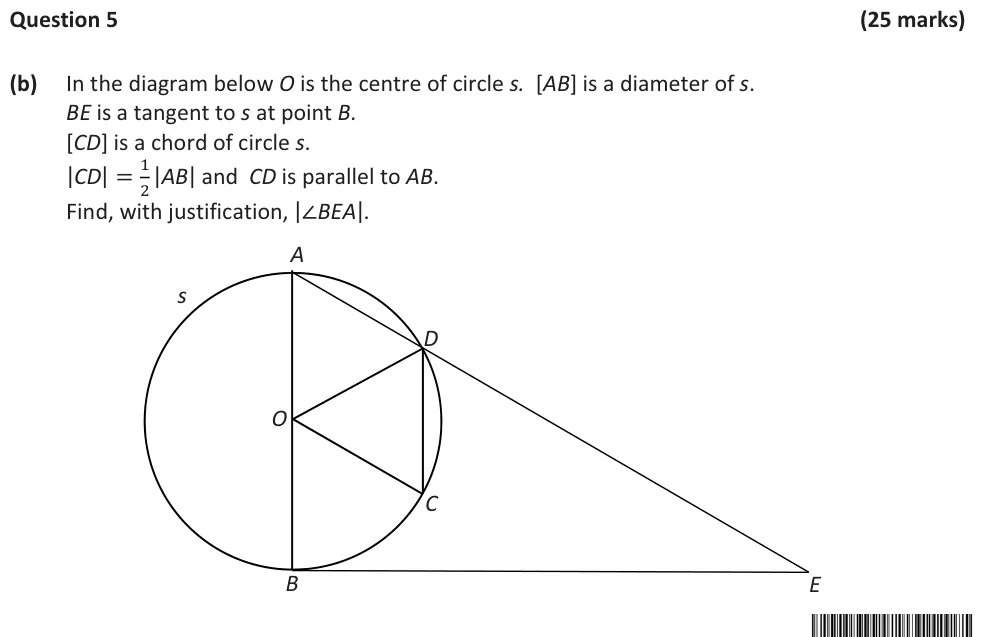 Question 5 (25 marks)
(b) In the diagram below O is the centre of circle s. [AB] is a diameter of s.
BE is a tangent to s at point B.
[CD] is a chord of circle s.
|CD| = 1/2 |AB| and CD is parallel to AB.
Find, with justification, |∠BEA|.
A
s
D
O
C
B
E